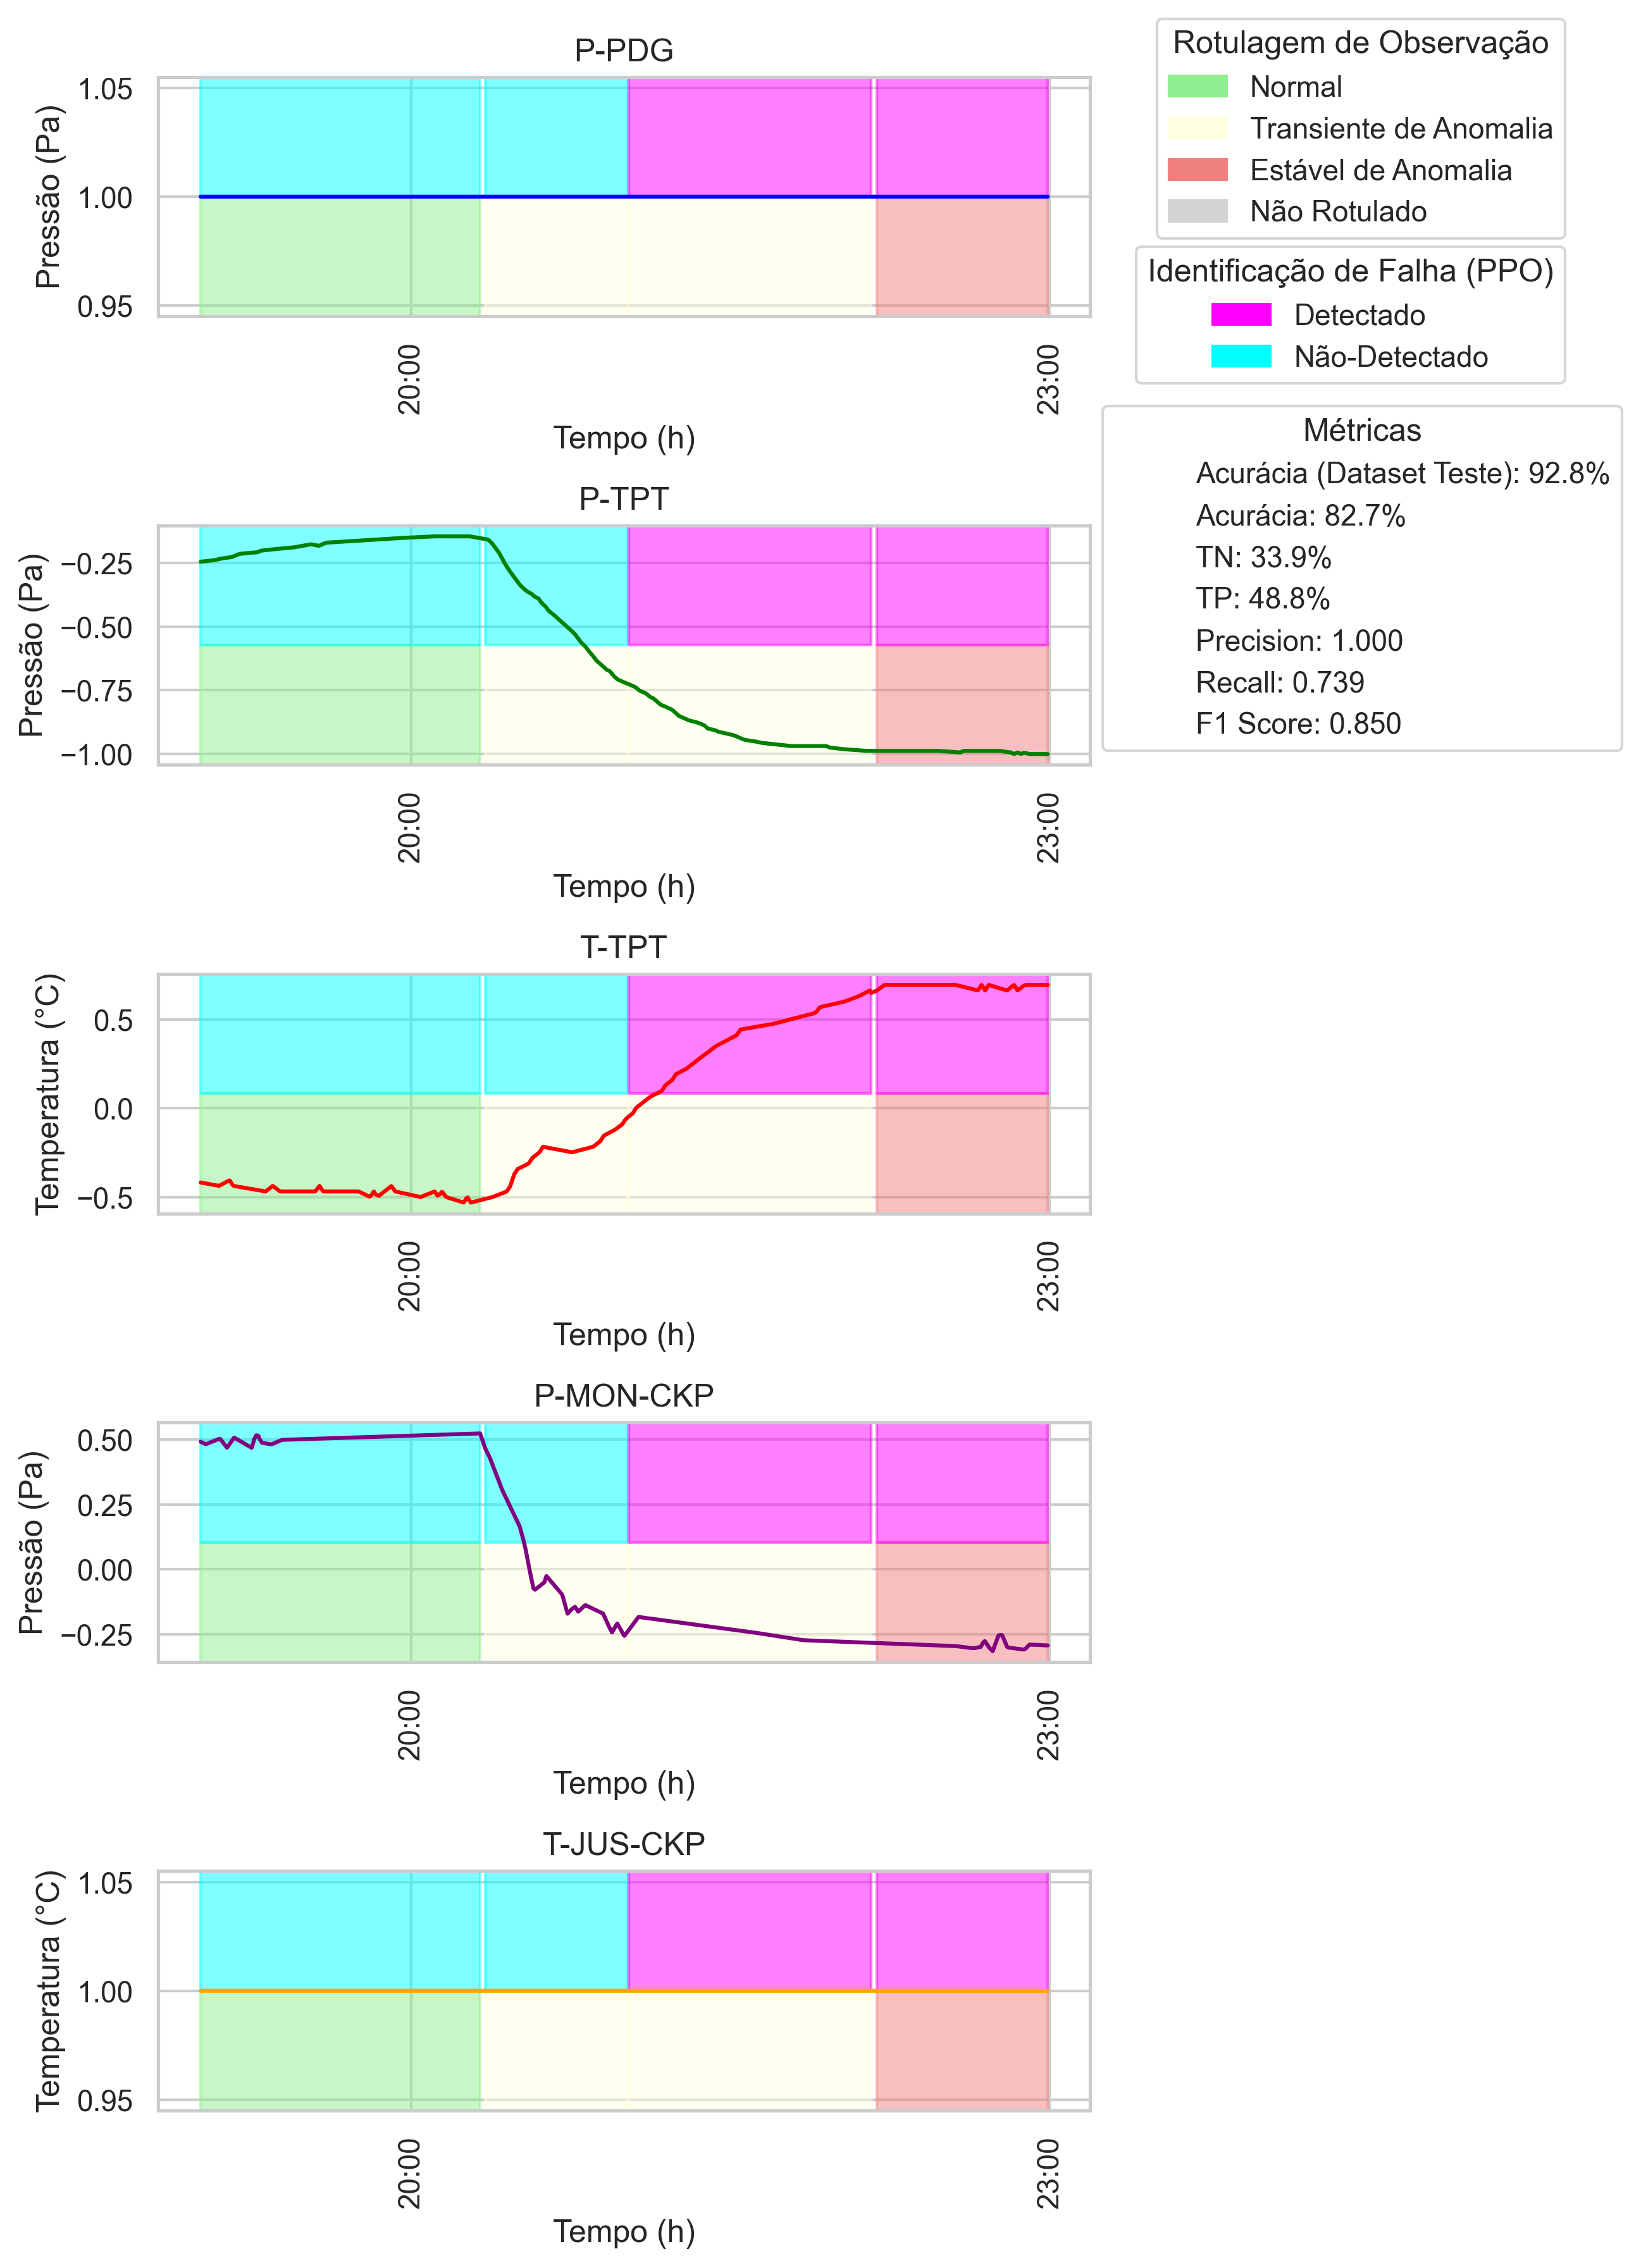 P-PDG
Pressão (Pa)
1.05
1.00
0.95
20:00
23:00
Tempo (h)
Rotulagem de Observação
Normal
Transiente de Anomalia
Estável de Anomalia
Não Rotulado
Identificação de Falha (PPO)
Detectado
Não-Detectado
Métricas
Acurácia (Dataset Teste): 92.8%
Acurácia: 82.7%
TN: 33.9%
TP: 48.8%
Precision: 1.000
Recall: 0.739
F1 Score: 0.850
P-TPT
Pressão (Pa)
−0.25
−0.50
−0.75
−1.00
20:00
23:00
Tempo (h)
T-TPT
Temperatura (°C)
0.5
0.0
−0.5
20:00
23:00
Tempo (h)
P-MON-CKP
Pressão (Pa)
0.50
0.25
0.00
−0.25
20:00
23:00
Tempo (h)
T-JUS-CKP
Temperatura (°C)
1.05
1.00
0.95
20:00
23:00
Tempo (h)